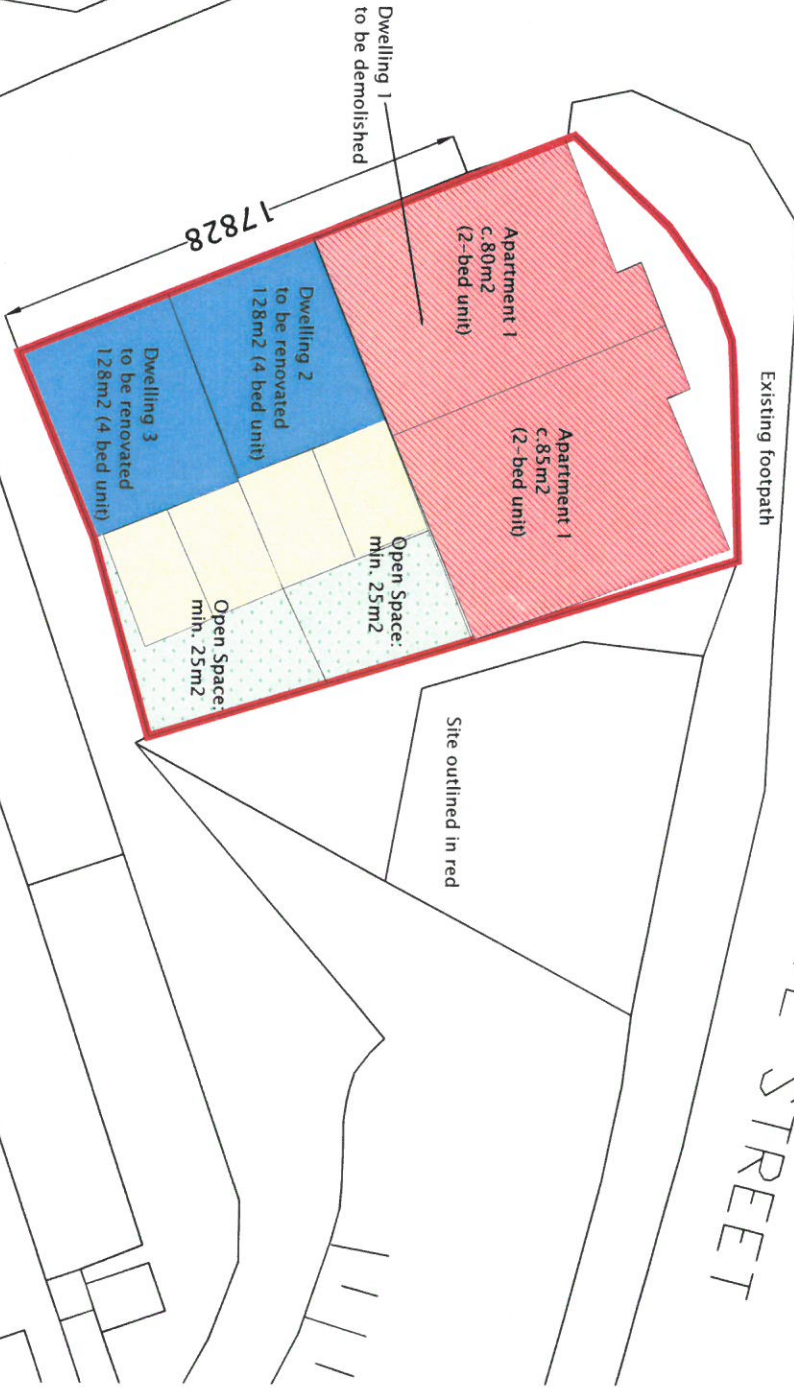 Existing footpath
STREET
Dwelling 1
to be demolished
Apartment 1
c.80m2
(2-bed unit)
Apartment 1
c.85m2
(2-bed unit)
17828
Dwelling 2
to be renovated
128m2 (4 bed unit)
Dwelling 3
to be renovated
128m2 (4 bed unit)
Open Space:
min. 25m2
Open Space:
min. 25m2
Site outlined in red